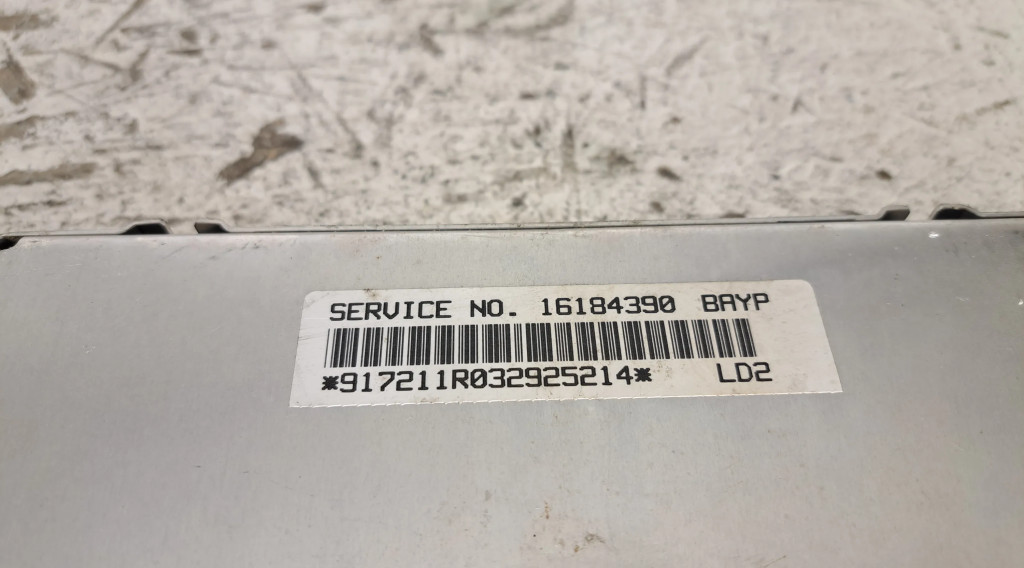 SERVICE NO. 16184390 BAYP
*917211R032925214* LD2